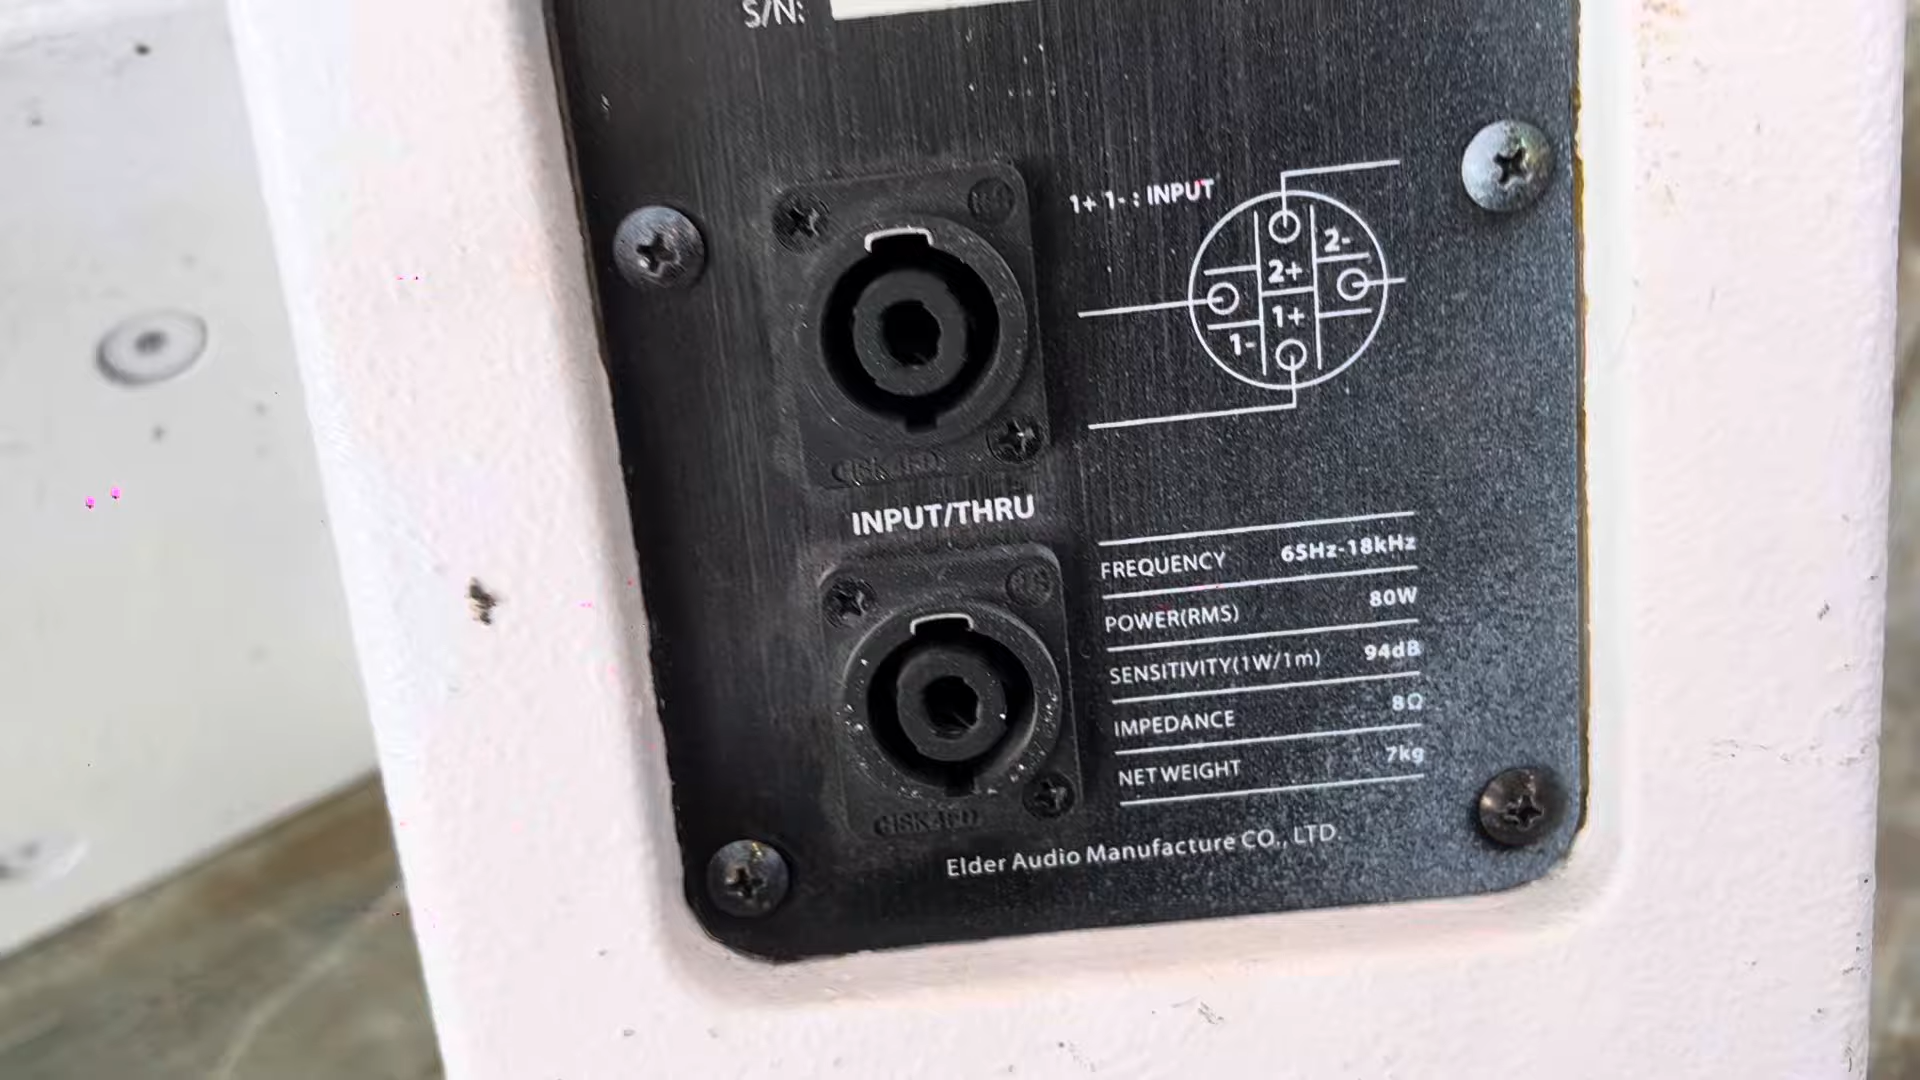 S/N:
1+ 1- : INPUT
2-
2+
1+
1-
INPUT/THRU
FREQUENCY 65Hz-18kHz
POWER(RMS) 80W
SENSITIVITY(1W/1m) 94dB
IMPEDANCE 8Ω
NET WEIGHT 7kg
Elder Audio Manufacture CO., LTD.